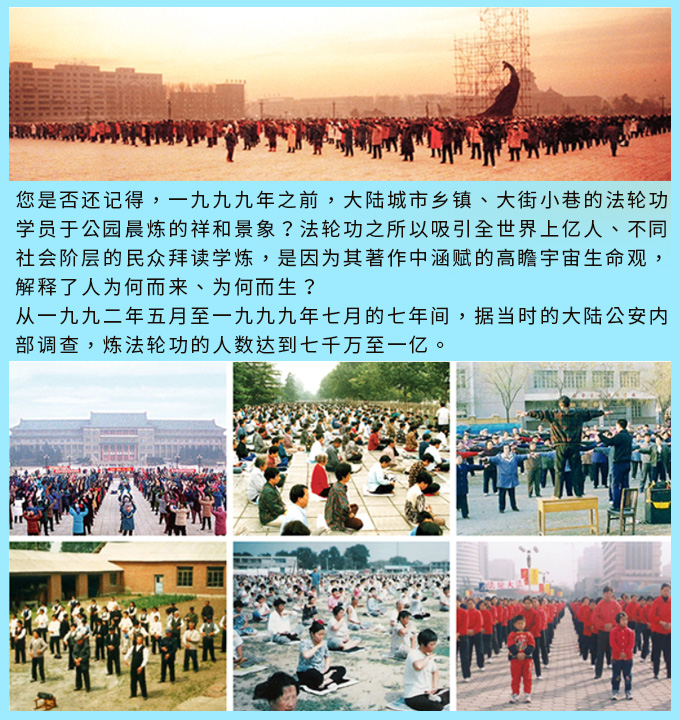 您是否还记得，一九九九年之前，大陆城市乡镇、大街小巷的法轮功
学员于公园晨炼的祥和景象？法轮功之所以吸引全世界上亿人、不同
社会阶层的民众拜读学炼，是因为其著作中涵赋的高瞻宇宙生命观，
解释了人为何而来、为何而生？
从一九九二年五月至一九九九年七月的七年间，据当时的大陆公安内
部调查，炼法轮功的人数达到七千万至一亿。